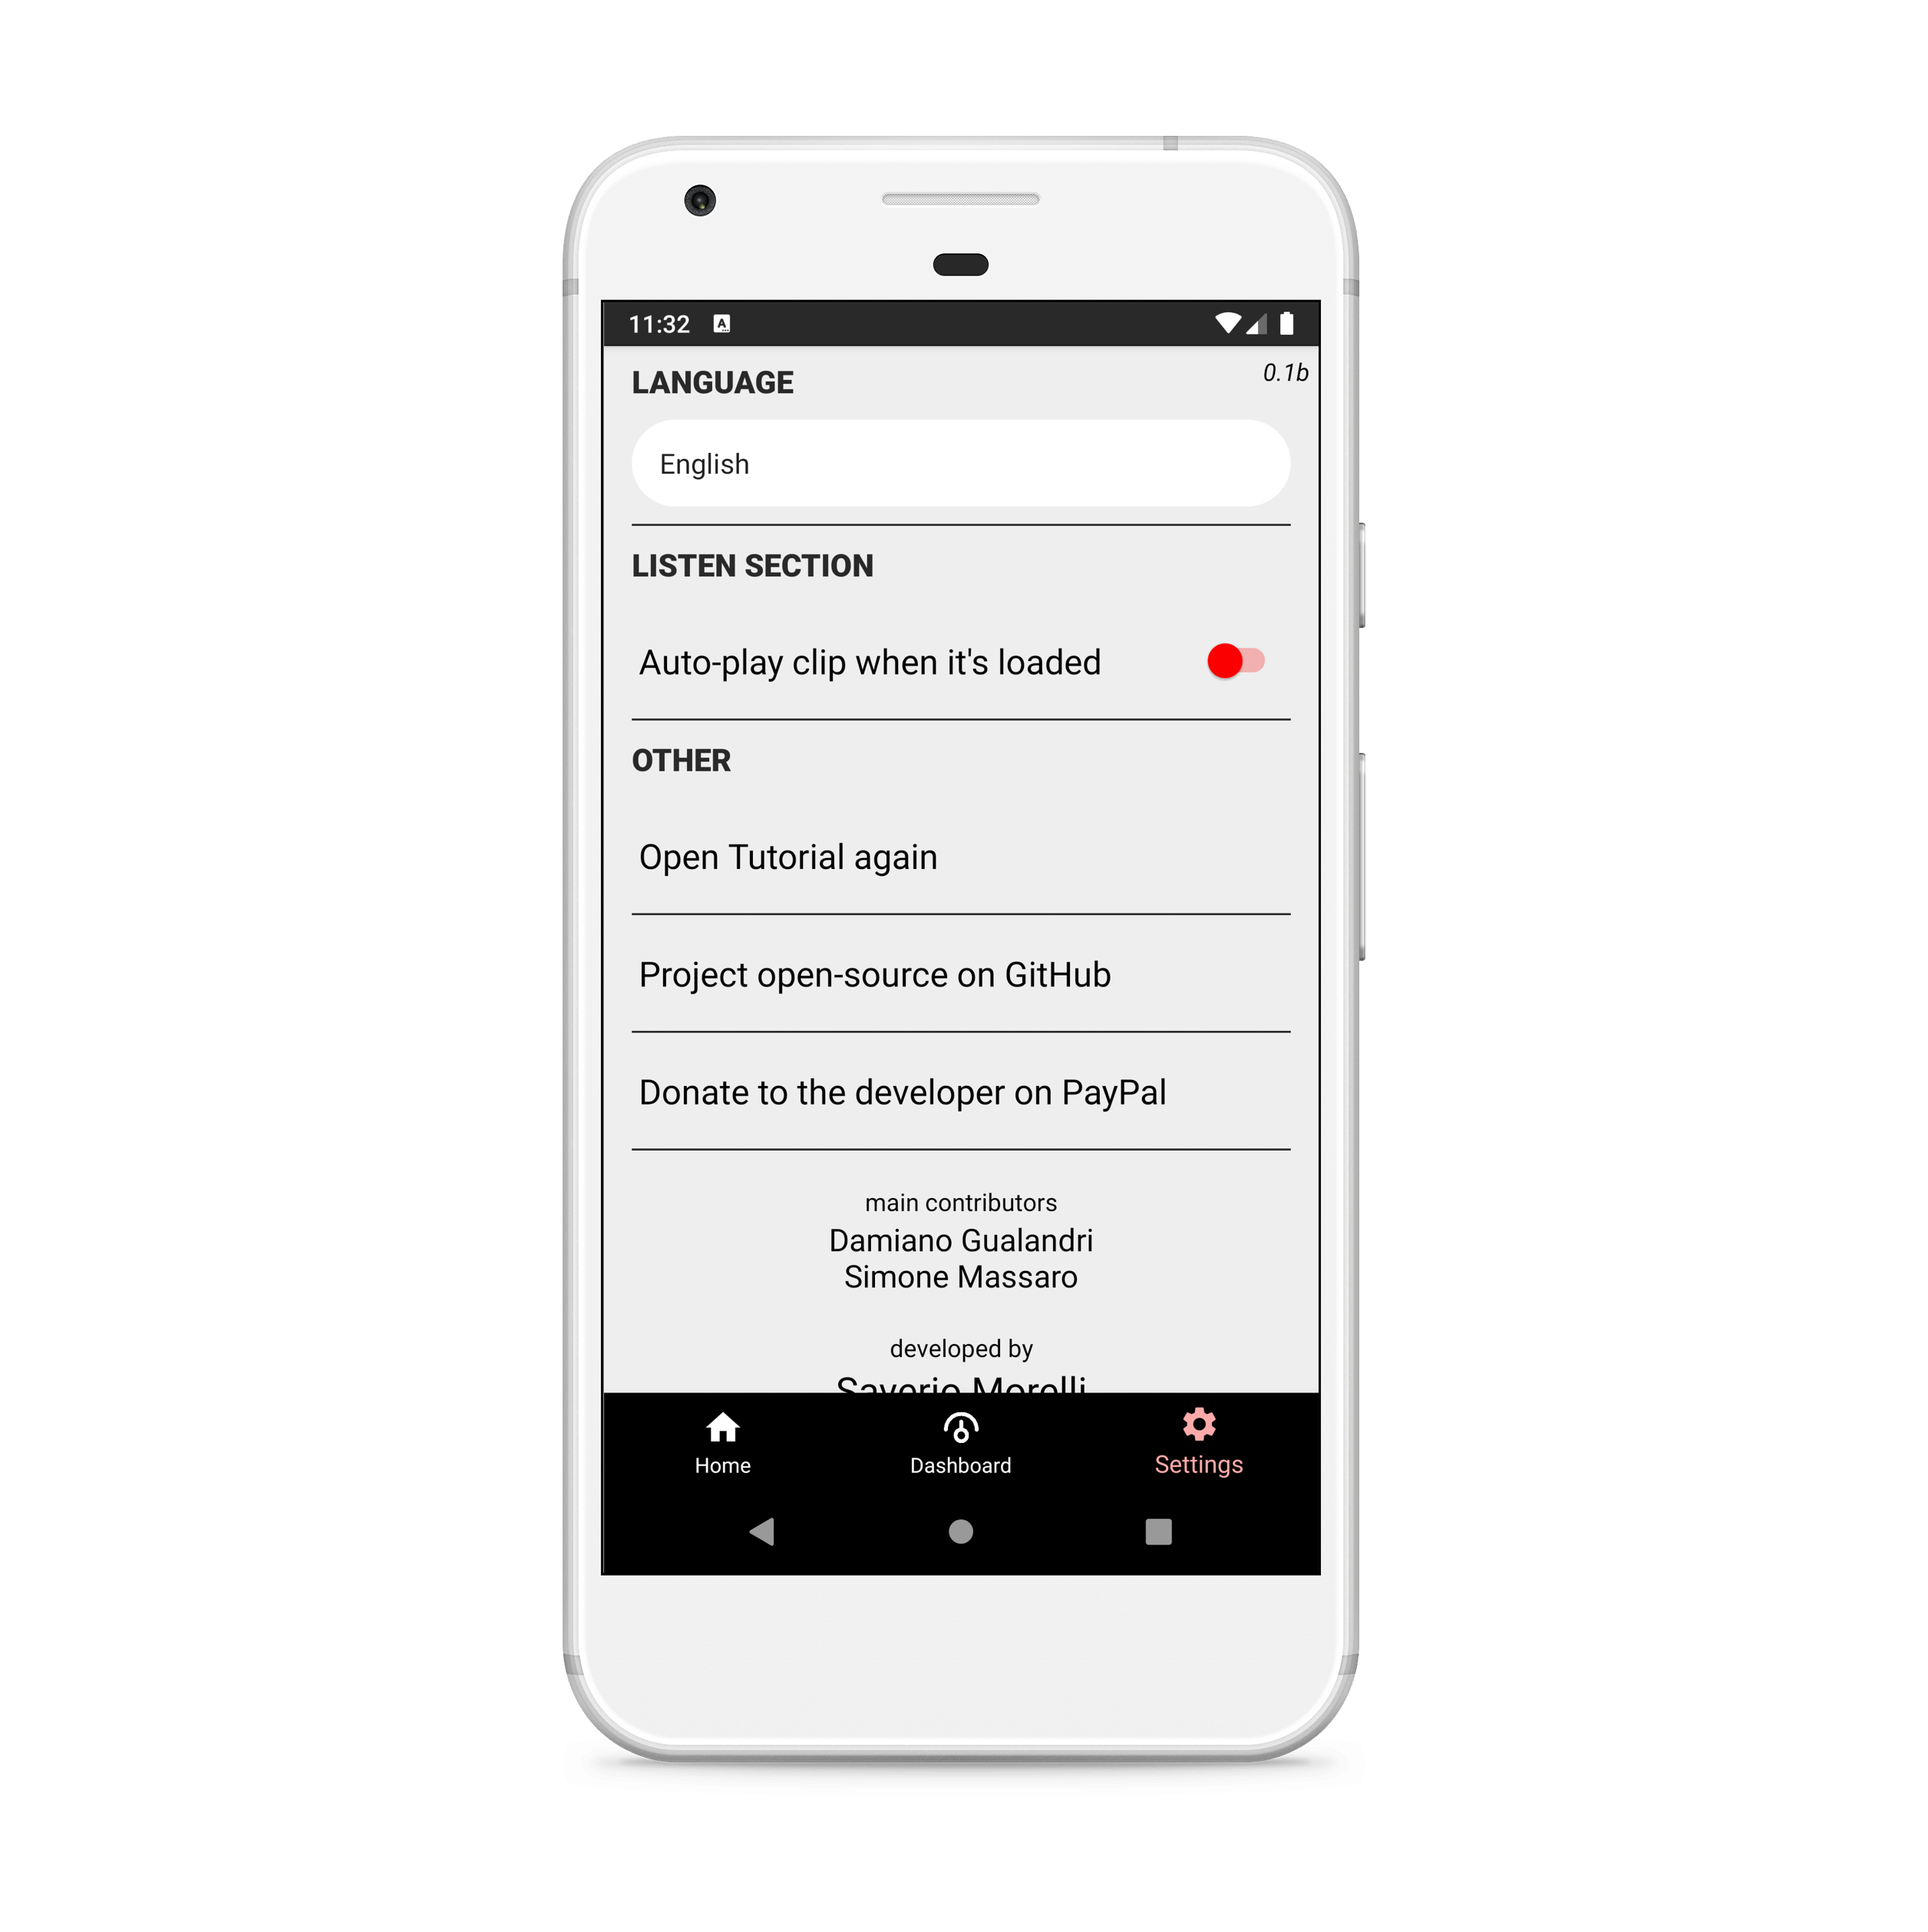 11:32
A
0.1b
LANGUAGE
English
LISTEN SECTION
Auto-play clip when it's loaded
OTHER
Open Tutorial again
Project open-source on GitHub
Donate to the developer on PayPal
main contributors
Damiano Gualandri
Simone Massaro
developed by
Saverio Morelli
Home Dashboard Settings